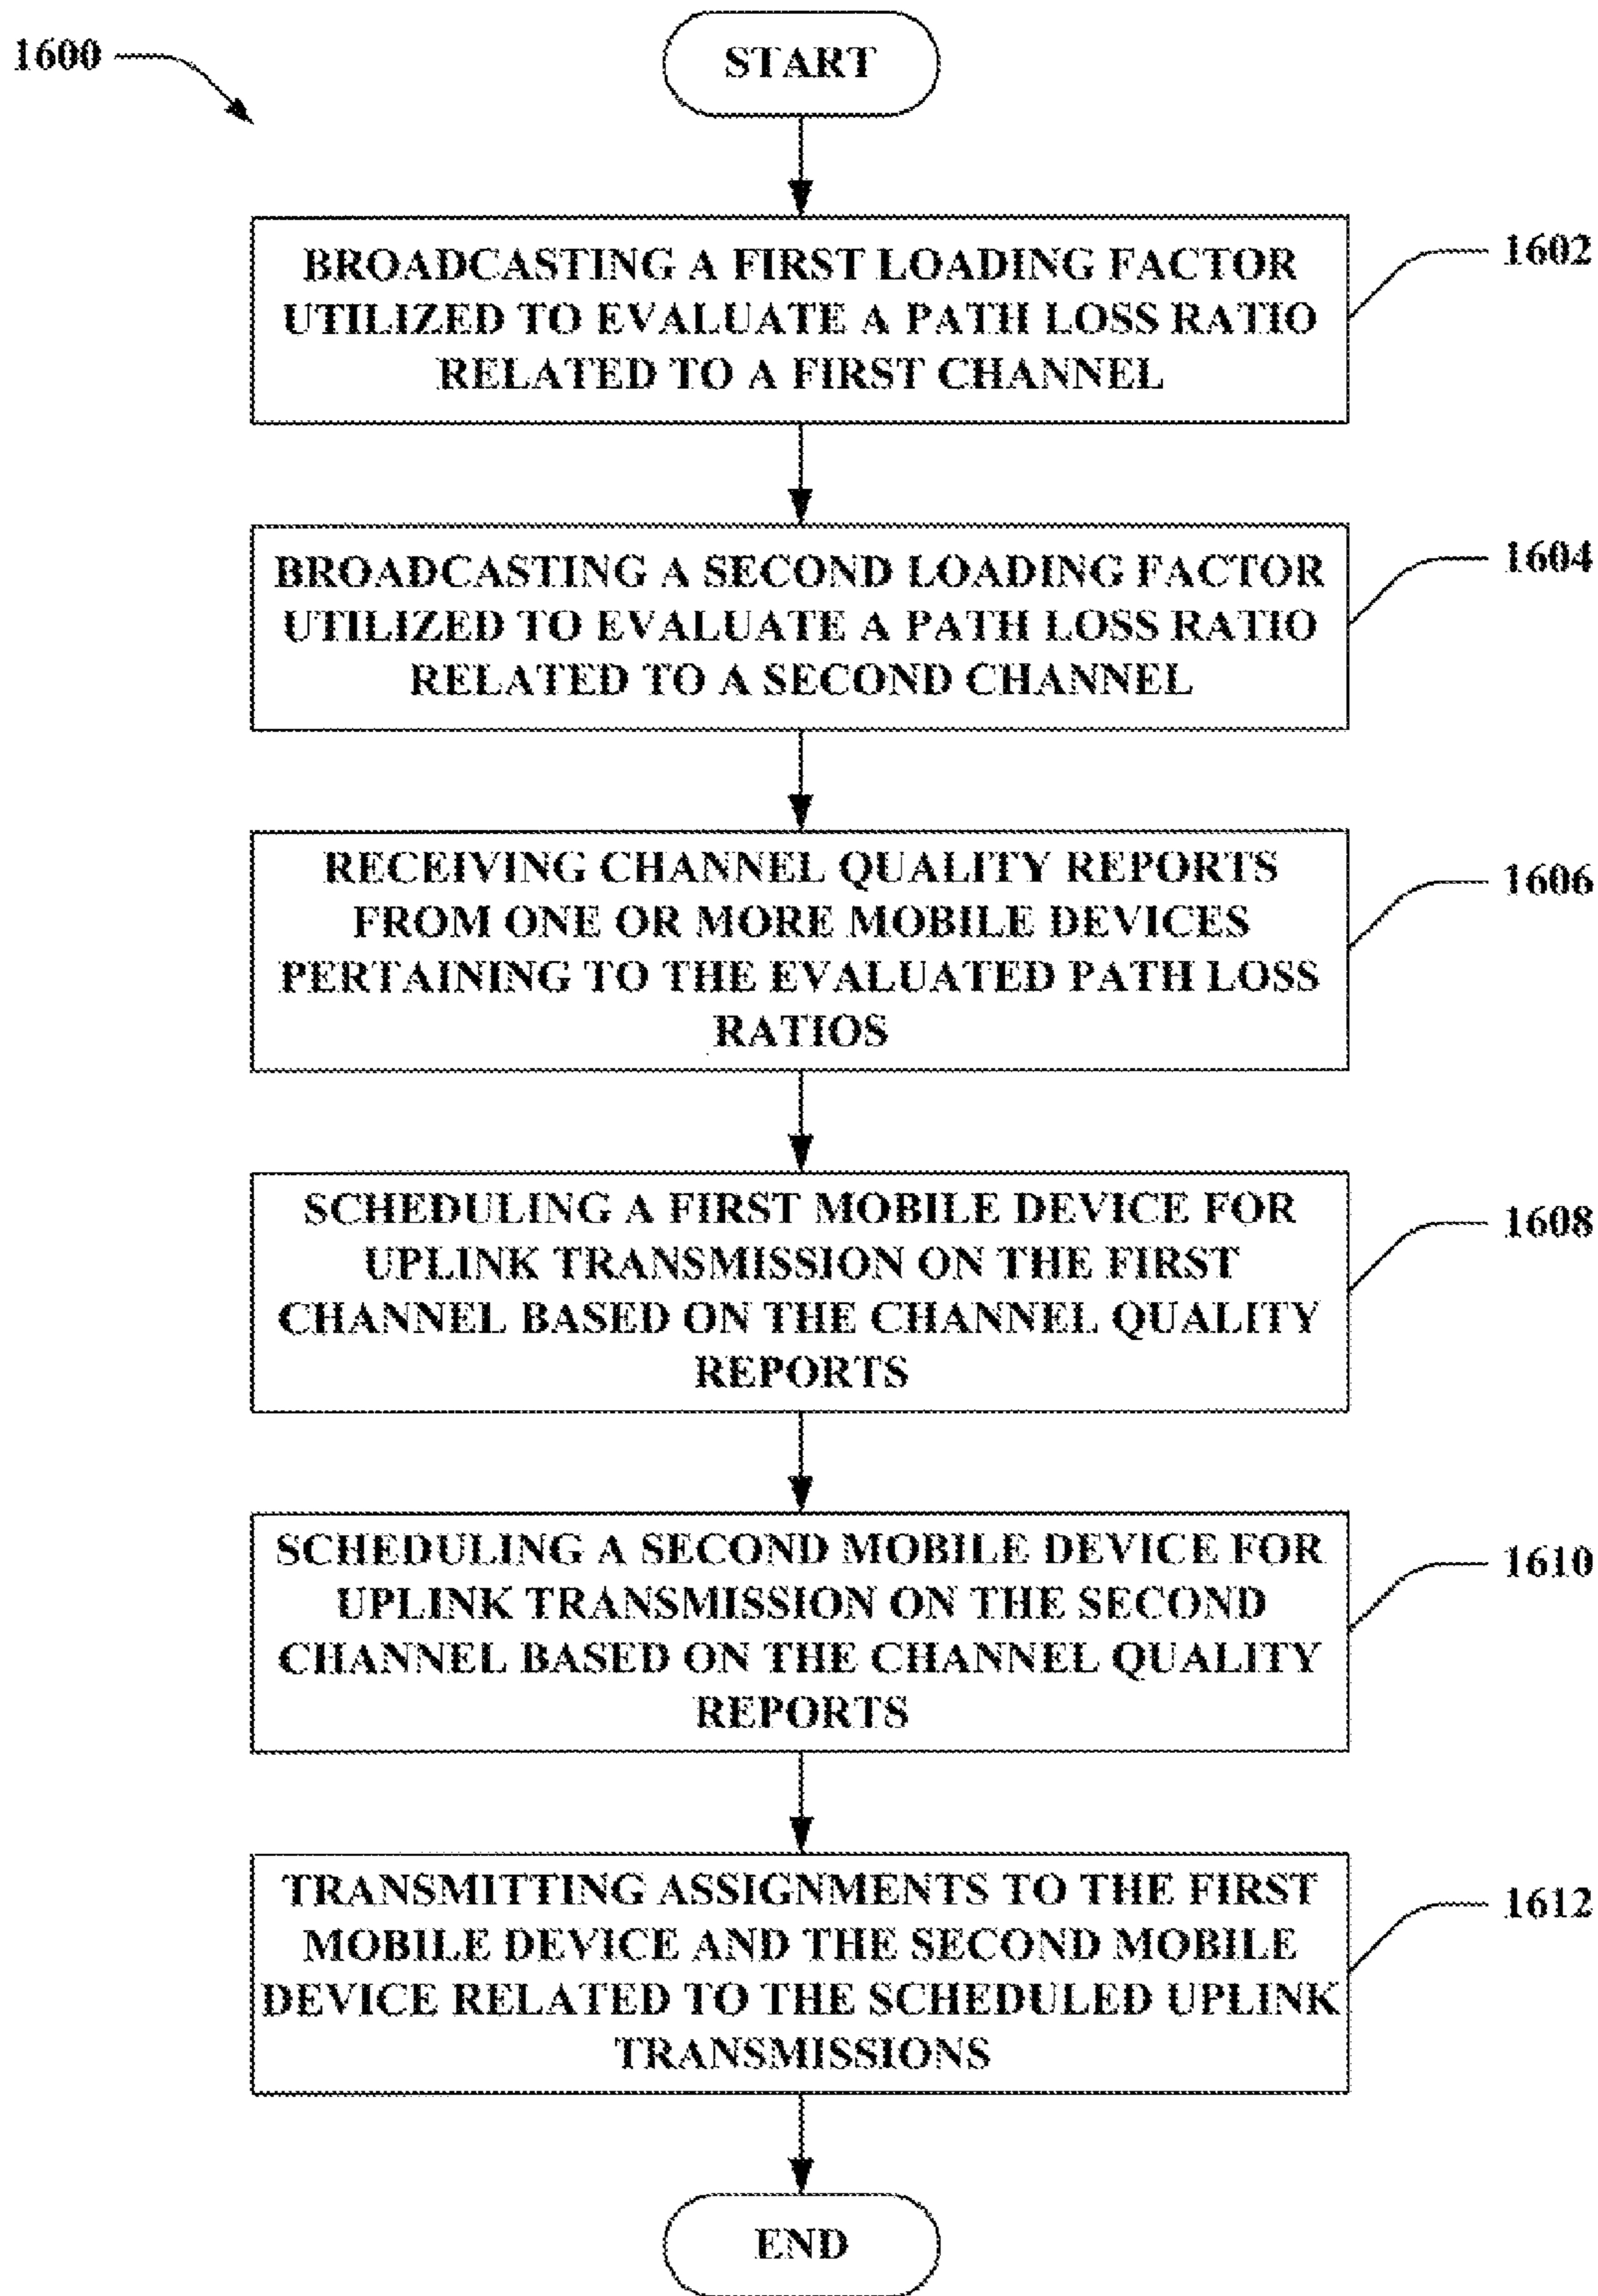 1600
START
BROADCASTING A FIRST LOADING FACTOR
UTILIZED TO EVALUATE A PATH LOSS RATIO
RELATED TO A FIRST CHANNEL
1602
BROADCASTING A SECOND LOADING FACTOR
UTILIZED TO EVALUATE A PATH LOSS RATIO
RELATED TO A SECOND CHANNEL
1604
RECEIVING CHANNEL QUALITY REPORTS
FROM ONE OR MORE MOBILE DEVICES
PERTAINING TO THE EVALUATED PATH LOSS
RATIOS
1606
SCHEDULING A FIRST MOBILE DEVICE FOR
UPLINK TRANSMISSION ON THE FIRST
CHANNEL BASED ON THE CHANNEL QUALITY
REPORTS
1608
SCHEDULING A SECOND MOBILE DEVICE FOR
UPLINK TRANSMISSION ON THE SECOND
CHANNEL BASED ON THE CHANNEL QUALITY
REPORTS
1610
TRANSMITTING ASSIGNMENTS TO THE FIRST
MOBILE DEVICE AND THE SECOND MOBILE
DEVICE RELATED TO THE SCHEDULED UPLINK
TRANSMISSIONS
1612
END